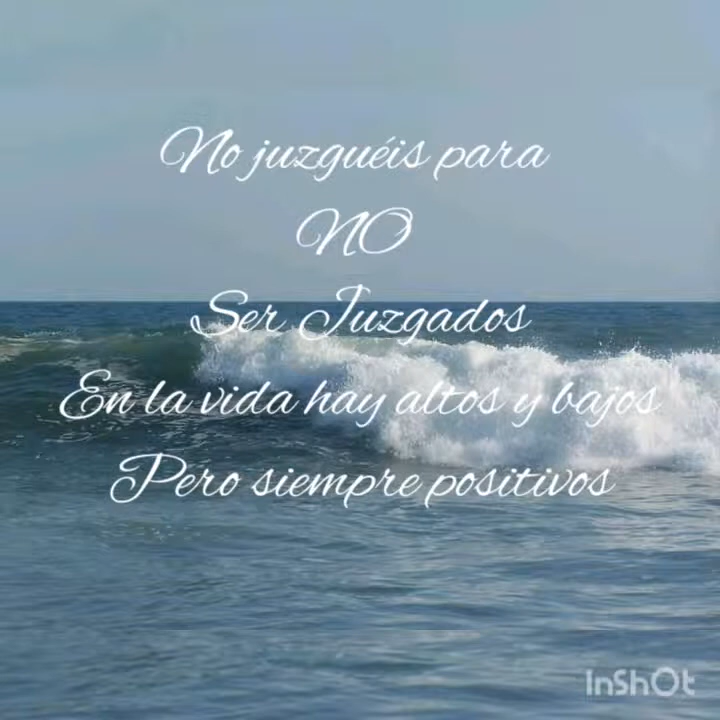 No juzguéis para
NO
Ser Juzgados
En la vida hay altos y bajos
Pero siempre positivos
InShOt